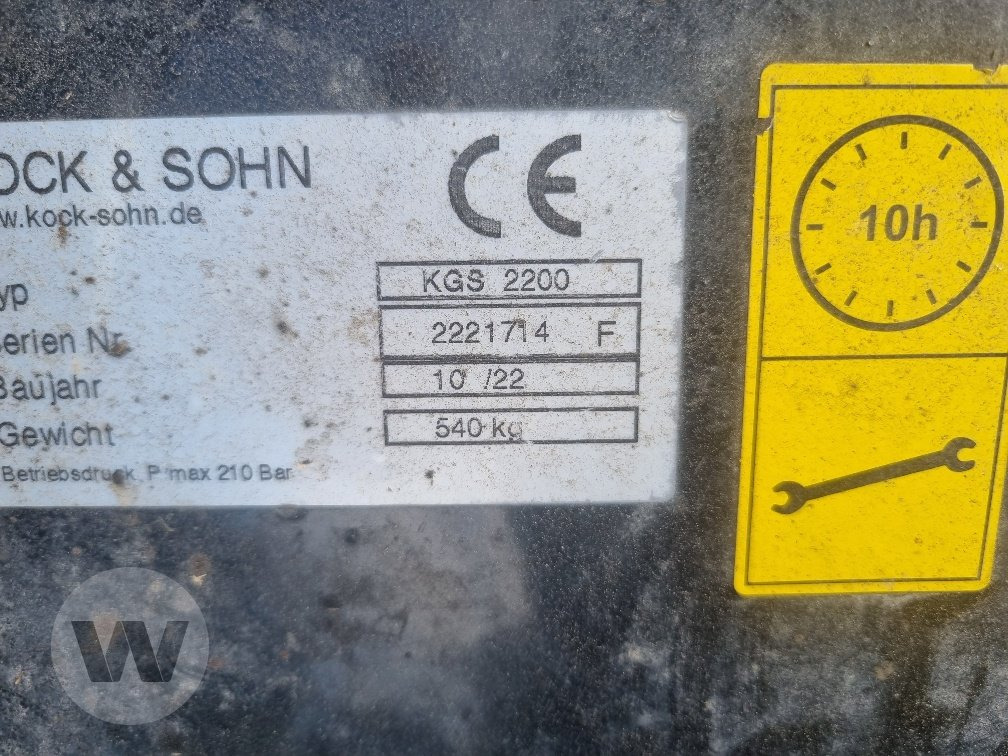 OCK & SOHN
w.kock-sohn.de
CE
yp KGS 2200
erien Nr. 2221714 F
Baujahr 10 /22
Gewicht 540 kg
Betriebsdruck P max 210 Bar
10h
W